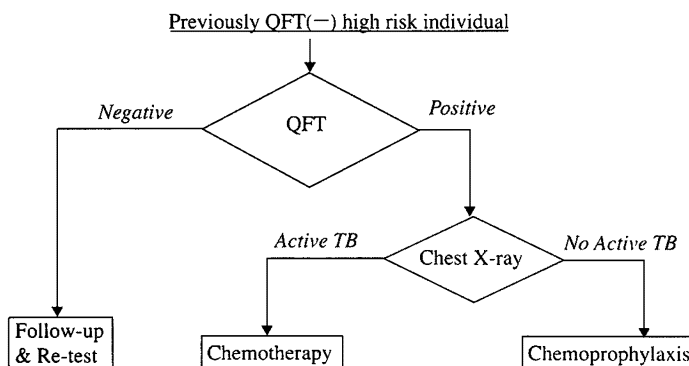 Previously QFT(−) high risk individual
Negative
QFT
Positive
Active TB
Chest X-ray
No Active TB
Follow-up
& Re-test
Chemotherapy
Chemoprophylaxis